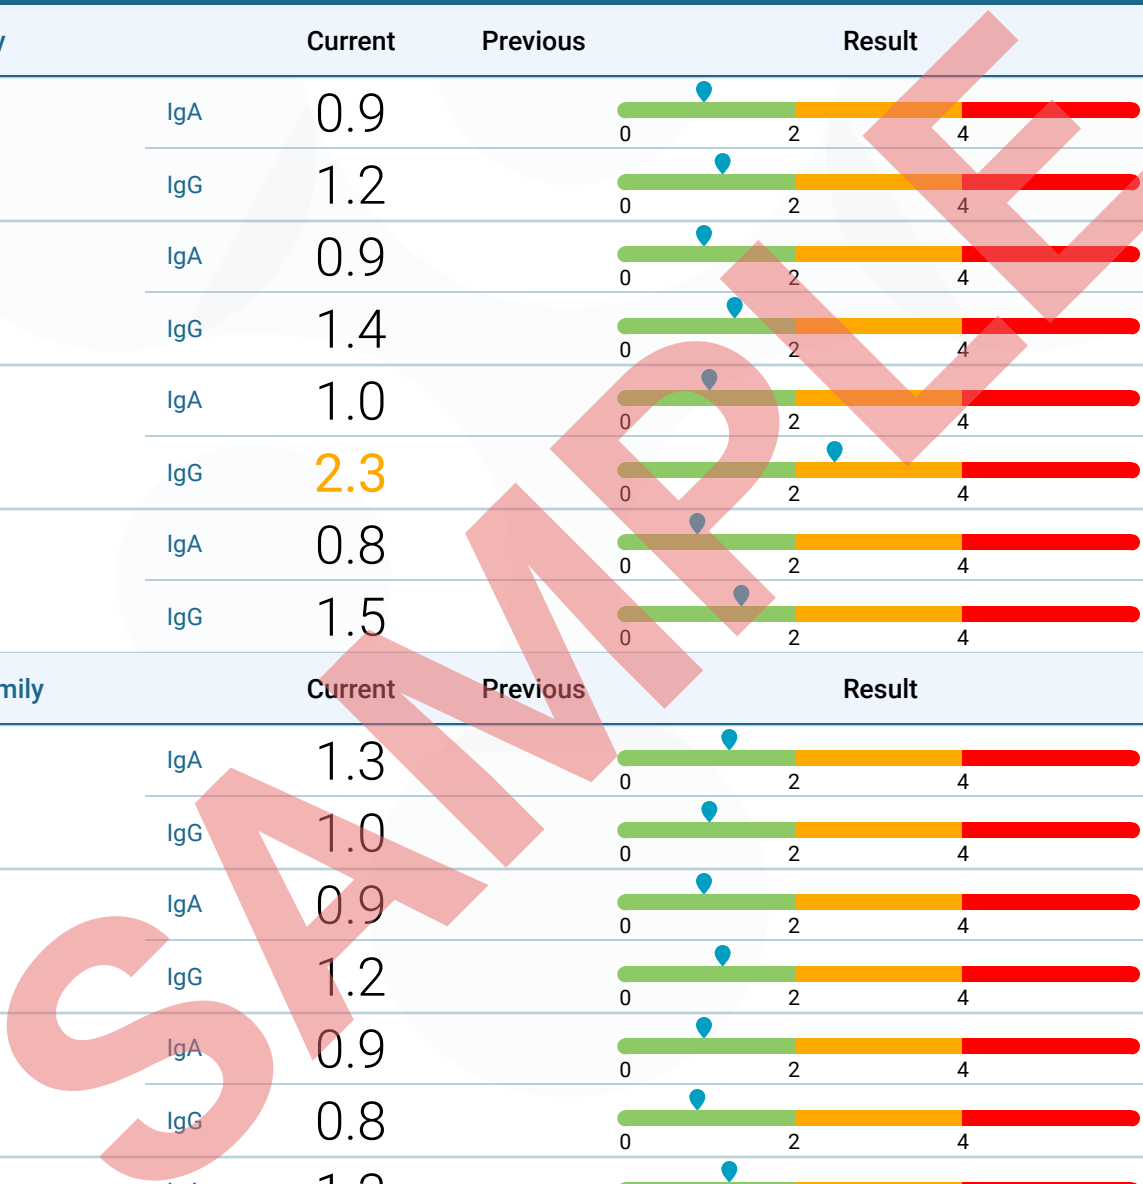 y Current Previous Result
IgA 0.9
0 2 4
IgG 1.2
0 2 4
IgA 0.9
0 2 4
IgG 1.4
0 2 4
IgA 1.0
0 2 4
IgG 2.3
0 2 4
IgA 0.8
0 2 4
IgG 1.5
0 2 4
mily Current Previous Result
IgA 1.3
0 2 4
IgG 1.0
0 2 4
IgA 0.9
0 2 4
IgG 1.2
0 2 4
IgA 0.9
0 2 4
IgG 0.8
0 2 4
SAMPLE